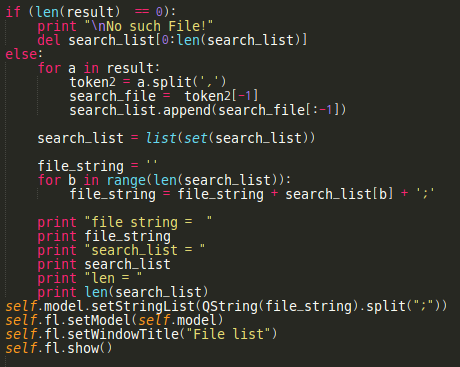 if (len(result)  == 0):
    print "\nNo such File!"
    del search_list[0:len(search_list)]
else:
    for a in result:
        token2 = a.split(',')
        search_file =  token2[-1]
        search_list.append(search_file[:-1])

    search_list = list(set(search_list))

    file_string = ''
    for b in range(len(search_list)):
        file_string = file_string + search_list[b] + ';'

    print "file string =  "
    print file_string
    print "search_list = "
    print search_list
    print "len = "
    print len(search_list)
self.model.setStringList(QString(file_string).split(";"))
self.fl.setModel(self.model)
self.fl.setWindowTitle("File list")
self.fl.show()